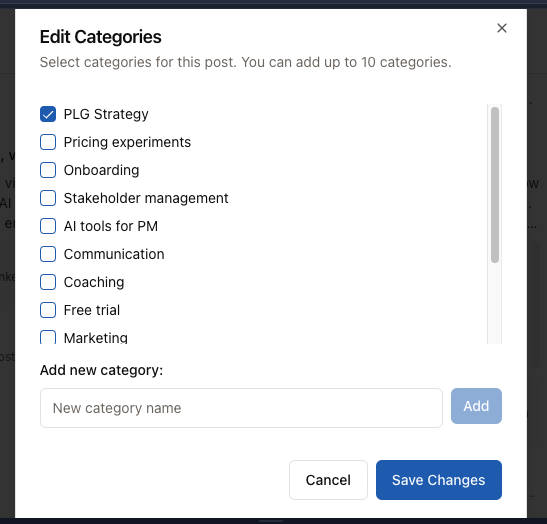 Edit Categories
Select categories for this post. You can add up to 10 categories.
PLG Strategy
Pricing experiments
Onboarding
Stakeholder management
AI tools for PM
Communication
Coaching
Free trial
Marketing
Add new category:
New category name
Add
Cancel
Save Changes